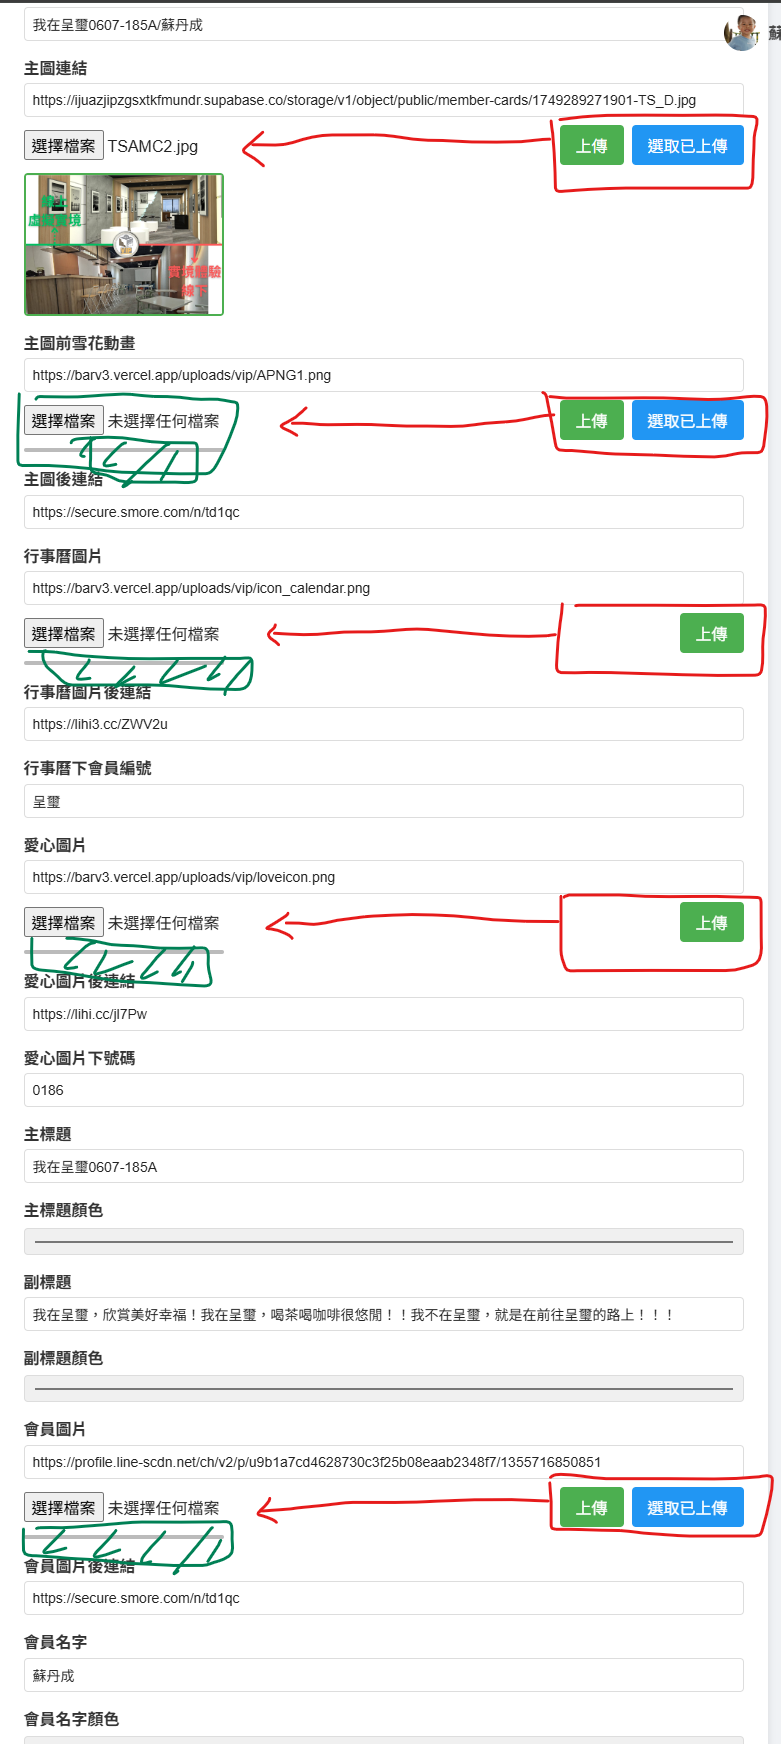 我在呈璽0607-185A/蘇丹成
蘇
主圖連結
https://ijuazjipzgsxtkfmundr.supabase.co/storage/v1/object/public/member-cards/1749289271901-TS_D.jpg
選擇檔案 TSAMC2.jpg 上傳 選取已上傳
線上
虛擬實境
實境體驗
線下
主圖前雪花動畫
https://barv3.vercel.app/uploads/vip/APNG1.png
選擇檔案 未選擇任何檔案 上傳 選取已上傳
主圖後連結
https://secure.smore.com/n/td1qc
行事曆圖片
https://barv3.vercel.app/uploads/vip/icon_calendar.png
選擇檔案 未選擇任何檔案 上傳
行事曆圖片後連結
https://lihi3.cc/ZWV2u
行事曆下會員編號
呈璽
愛心圖片
https://barv3.vercel.app/uploads/vip/loveicon.png
選擇檔案 未選擇任何檔案 上傳
愛心圖片後連結
https://lihi.cc/jl7Pw
愛心圖片下號碼
0186
主標題
我在呈璽0607-185A
主標題顏色
副標題
我在呈璽，欣賞美好幸福！我在呈璽，喝茶喝咖啡很悠閒！！我不在呈璽，就是在前往呈璽的路上！！！
副標題顏色
會員圖片
https://profile.line-scdn.net/ch/v2/p/u9b1a7cd4628730c3f25b08eaab2348f7/1355716850851
選擇檔案 未選擇任何檔案 上傳 選取已上傳
會員圖片後連結
https://secure.smore.com/n/td1qc
會員名字
蘇丹成
會員名字顏色